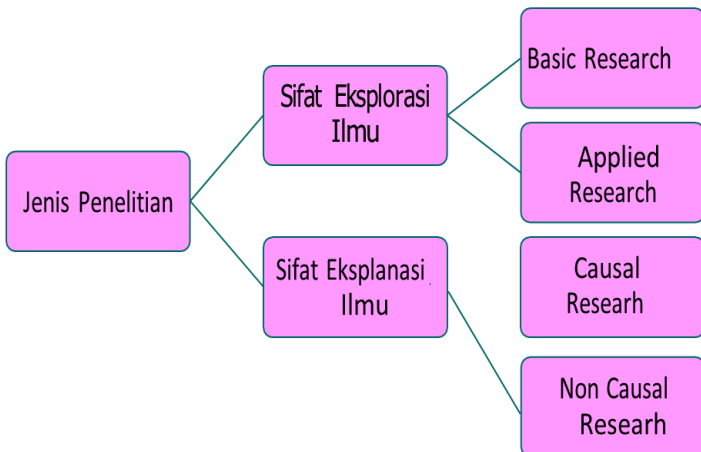 Jenis Penelitian
Sifat Eksplorasi
Ilmu
Basic Research
Applied
Research
Sifat Eksplanasi
Ilmu
Causal
Researh
Non Causal
Researh